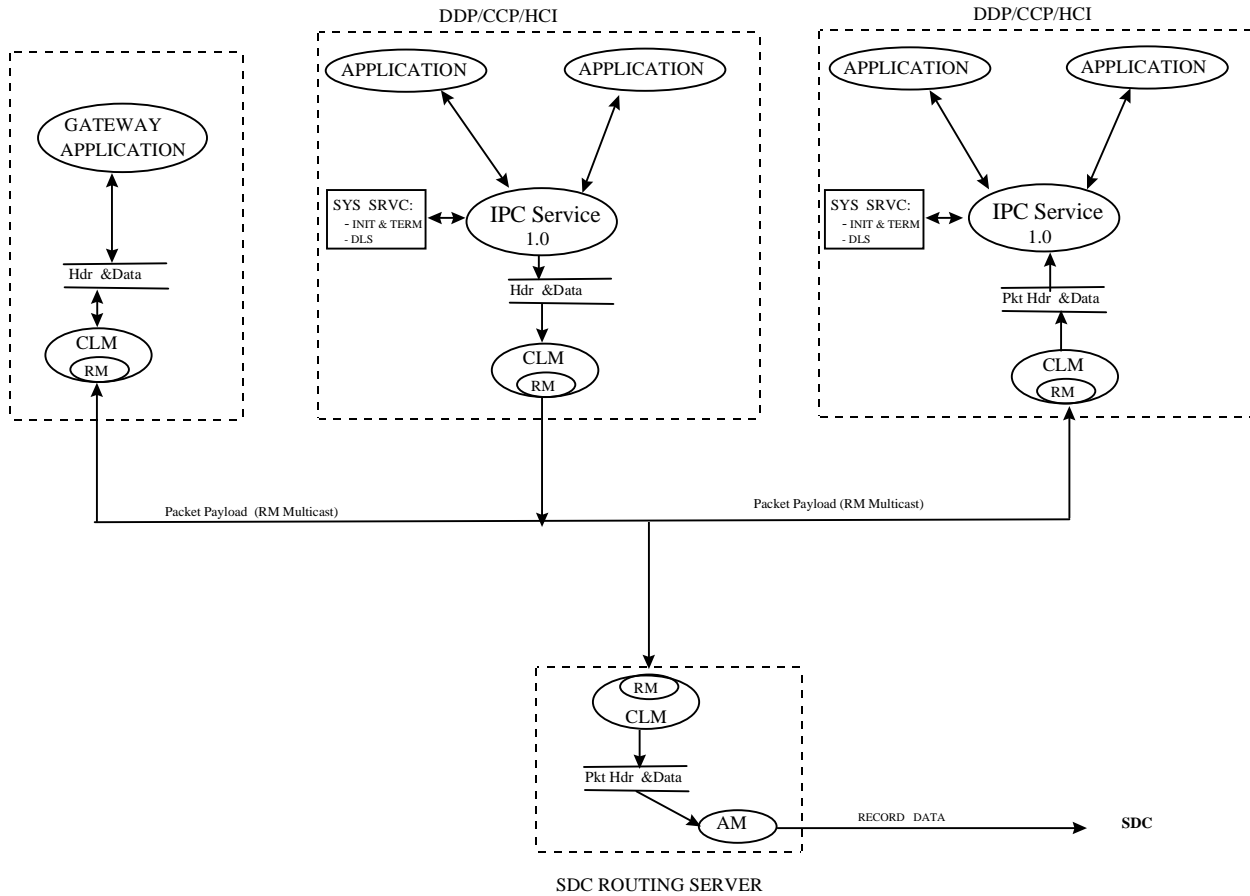 DDP/CCP/HCI
DDP/CCP/HCI
GATEWAY
APPLICATION
Hdr &Data
CLM
RM
APPLICATION
APPLICATION
SYS SRVC:
- INIT & TERM
- DLS
IPC Service
1.0
Hdr &Data
CLM
RM
APPLICATION
APPLICATION
SYS SRVC:
- INIT & TERM
- DLS
IPC Service
1.0
Pkt Hdr &Data
CLM
RM
Packet Payload (RM Multicast)
Packet Payload (RM Multicast)
RM
CLM
Pkt Hdr &Data
AM
RECORD DATA
SDC
SDC ROUTING SERVER